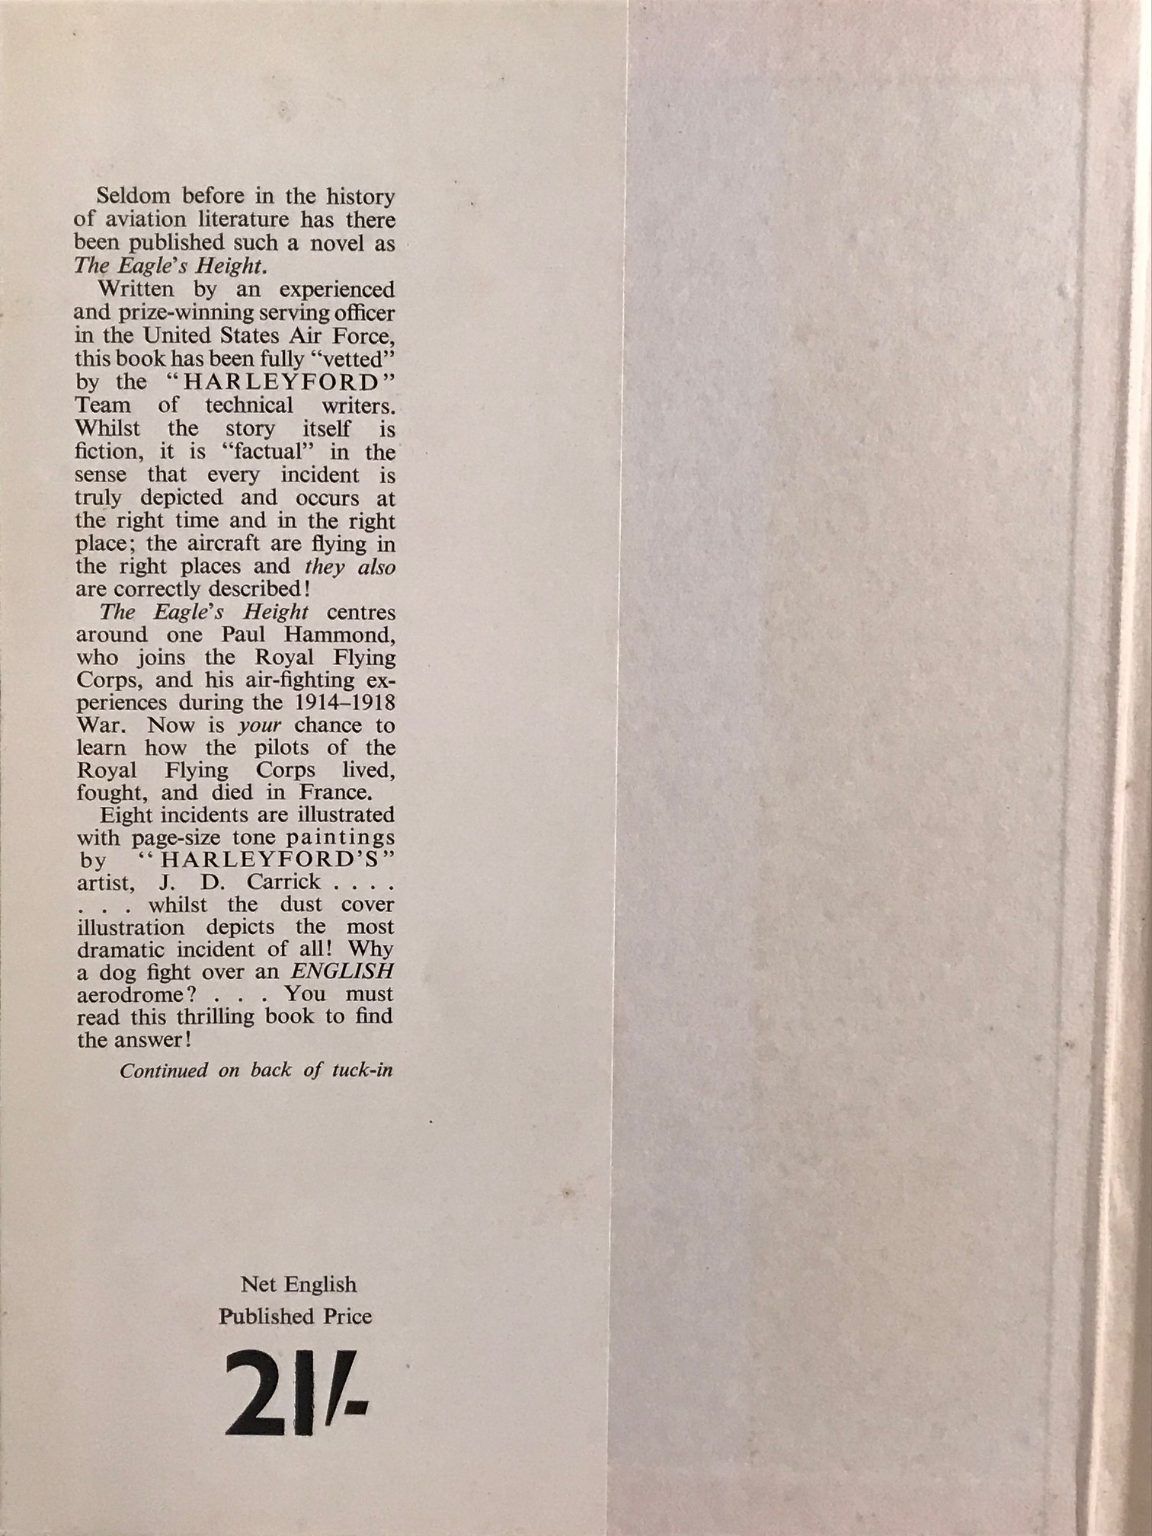 Seldom before in the history
of aviation literature has there
been published such a novel as
The Eagle's Height.
Written by an experienced
and prize-winning serving officer
in the United States Air Force,
this book has been fully “vetted”
by the “HARLEYFORD”
Team of technical writers.
Whilst the story itself is
fiction, it is “factual” in the
sense that every incident is
truly depicted and occurs at
the right time and in the right
place; the aircraft are flying in
the right places and they also
are correctly described!
The Eagle's Height centres
around one Paul Hammond,
who joins the Royal Flying
Corps, and his air-fighting ex-
periences during the 1914–1918
War. Now is your chance to
learn how the pilots of the
Royal Flying Corps lived,
fought, and died in France.
Eight incidents are illustrated
with page-size tone paintings
by “HARLEYFORD'S”
artist, J. D. Carrick . . . .
. . . whilst the dust cover
illustration depicts the most
dramatic incident of all! Why
a dog fight over an ENGLISH
aerodrome? . . . You must
read this thrilling book to find
the answer!
Continued on back of tuck-in
Net English
Published Price
21/-